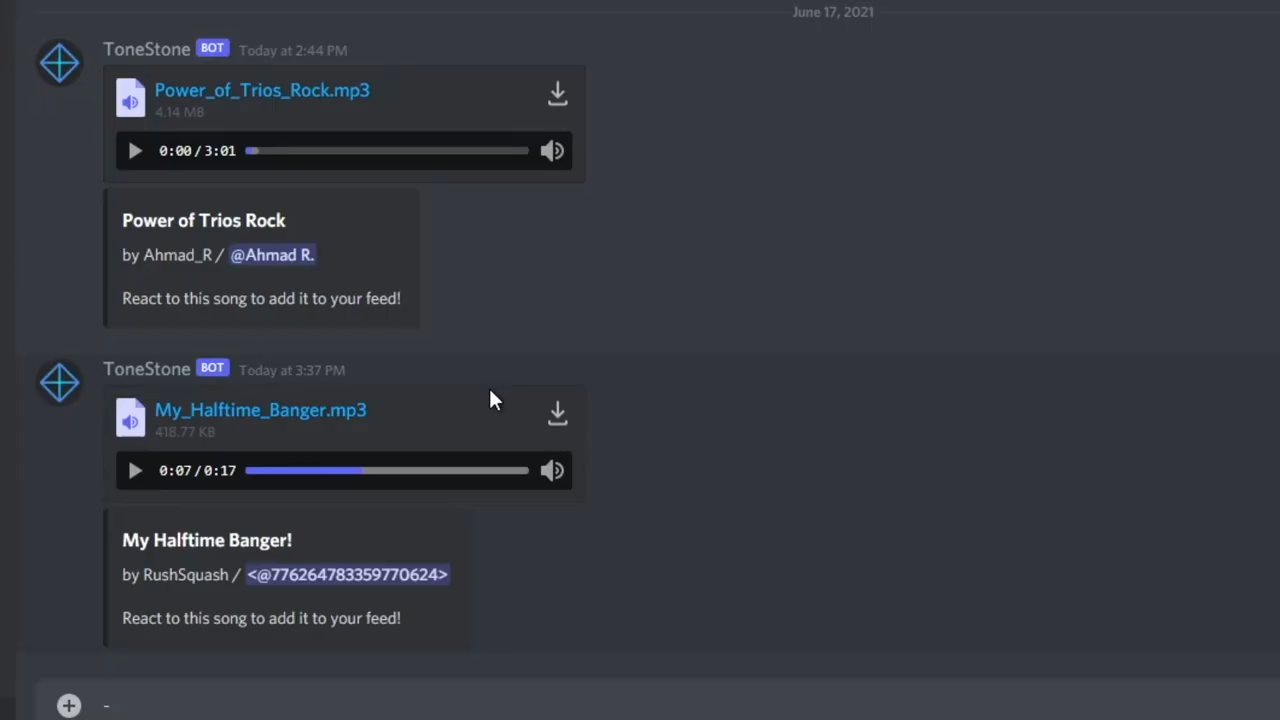 June 17, 2021
ToneStone BOT Today at 2:44 PM
Power_of_Trios_Rock.mp3
4.14 MB
0:00 / 3:01
Power of Trios Rock
by Ahmad_R / @Ahmad R.
React to this song to add it to your feed!
ToneStone BOT Today at 3:37 PM
My_Halftime_Banger.mp3
418.77 KB
0:07 / 0:17
My Halftime Banger!
by RushSquash / <@776264783359770624>
React to this song to add it to your feed!
-